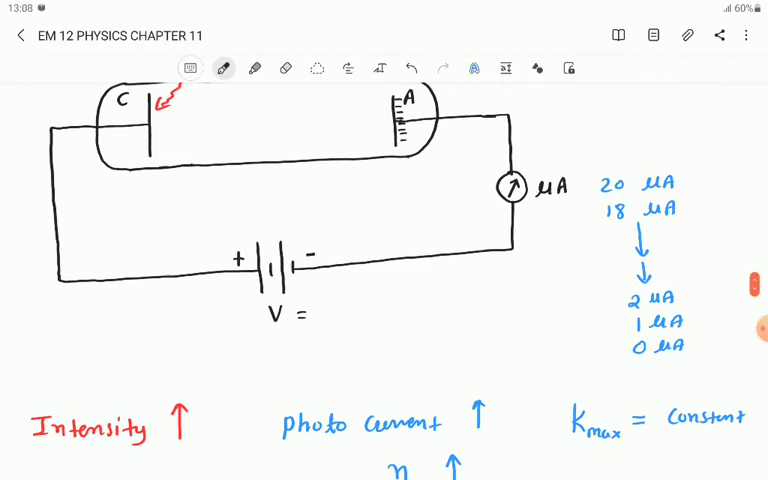 13:08 60%
EM 12 PHYSICS CHAPTER 11
C A
μA
20 μA
18 μA
2 μA
1 μA
0 μA
+ -
V =
Intensity ↑ photo current ↑ Kmax = constant
n ↑